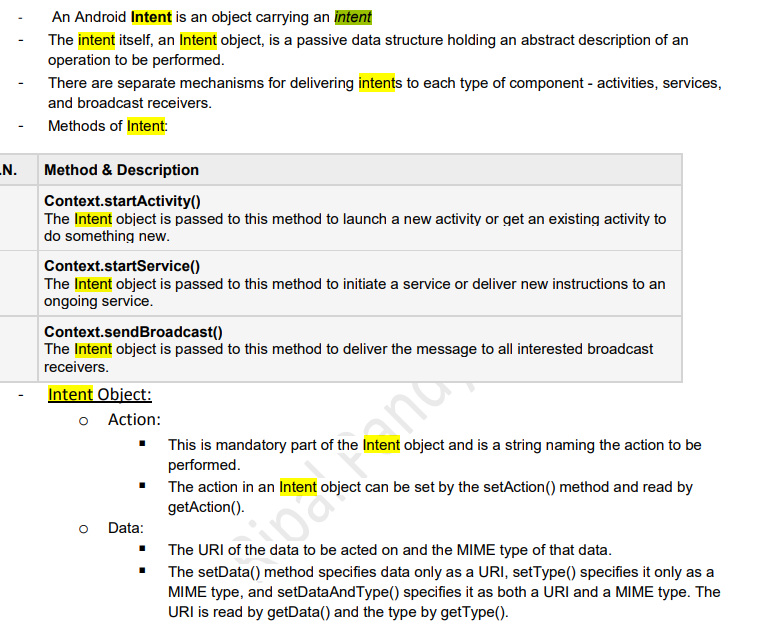 - An Android Intent is an object carrying an intent
- The intent itself, an Intent object, is a passive data structure holding an abstract description of an
operation to be performed.
- There are separate mechanisms for delivering intents to each type of component - activities, services,
and broadcast receivers.
- Methods of Intent:
.N. Method & Description
Context.startActivity()
The Intent object is passed to this method to launch a new activity or get an existing activity to
do something new.
Context.startService()
The Intent object is passed to this method to initiate a service or deliver new instructions to an
ongoing service.
Context.sendBroadcast()
The Intent object is passed to this method to deliver the message to all interested broadcast
receivers.
- Intent Object:
o Action:
▪ This is mandatory part of the Intent object and is a string naming the action to be
performed.
▪ The action in an Intent object can be set by the setAction() method and read by
getAction().
o Data:
▪ The URI of the data to be acted on and the MIME type of that data.
▪ The setData() method specifies data only as a URI, setType() specifies it only as a
MIME type, and setDataAndType() specifies it as both a URI and a MIME type. The
URI is read by getData() and the type by getType().